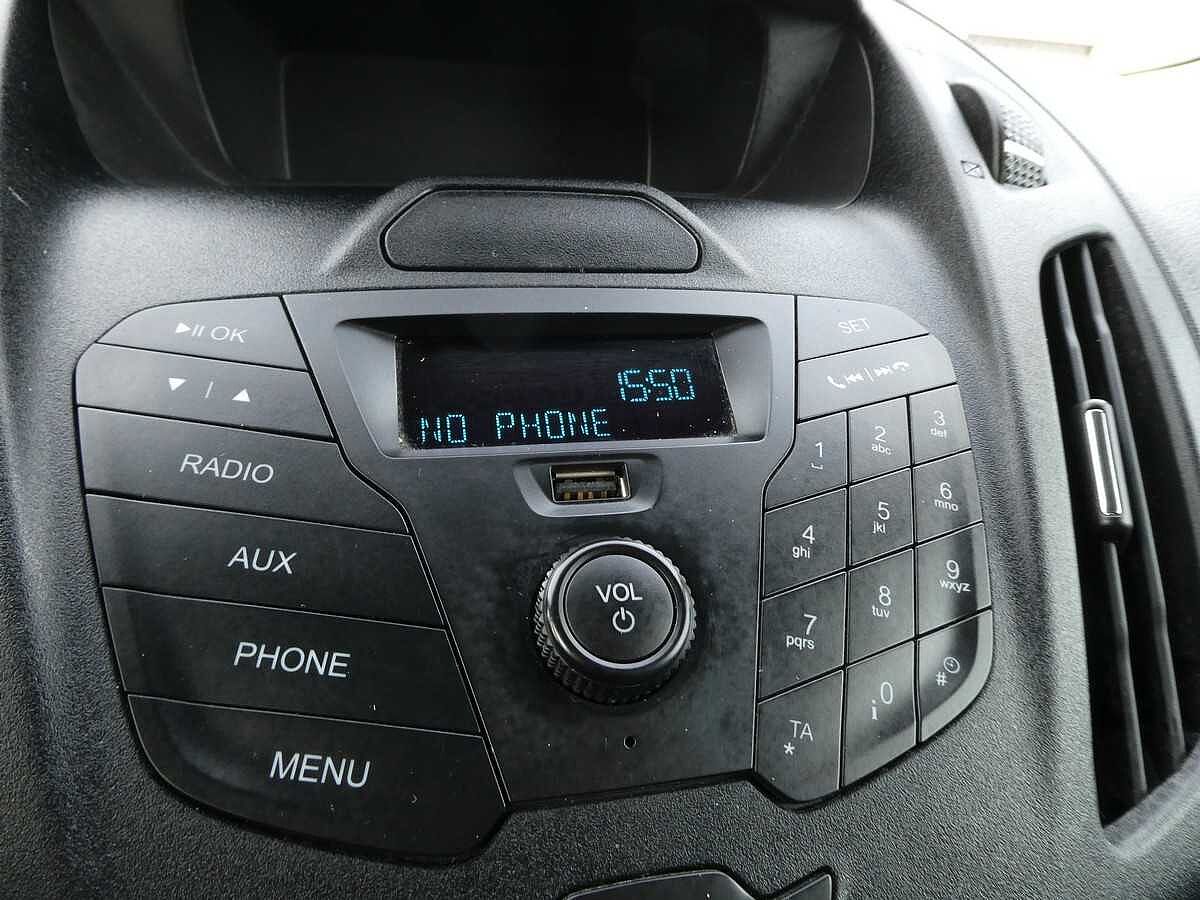 ▶II OK
▼ | ▲
RADIO
AUX
PHONE
MENU
15:50
NO PHONE
VOL
SET
1
2
abc
3
def
4
ghi
5
jkl
6
mno
7
pqrs
8
tuv
9
wxyz
TA
*
0
i
#